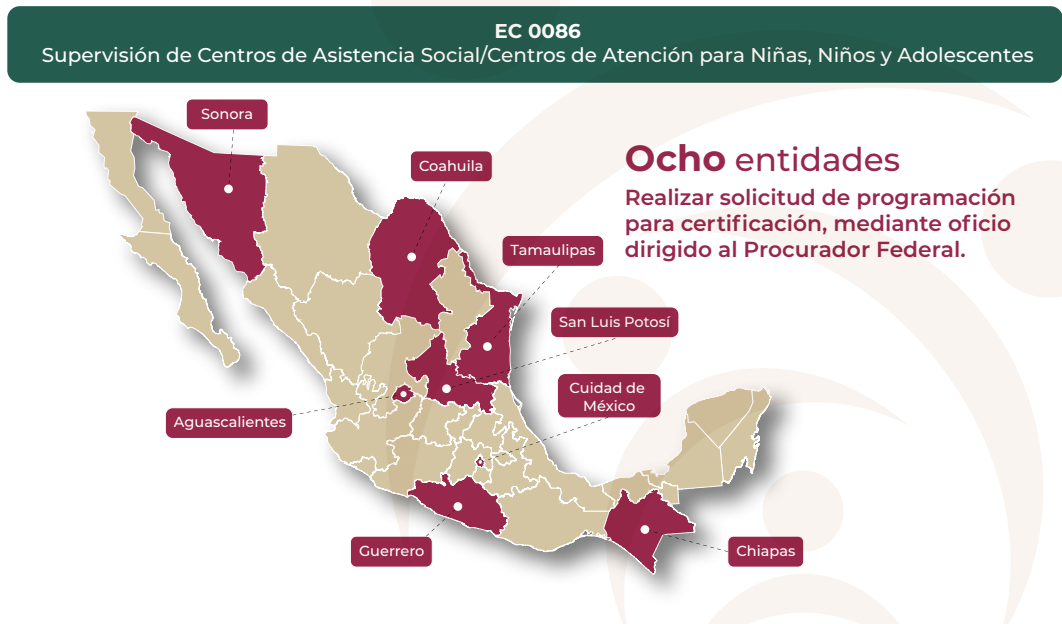 EC 0086
Supervisión de Centros de Asistencia Social/Centros de Atención para Niñas, Niños y Adolescentes
Sonora
Coahuila
Ocho entidades
Realizar solicitud de programación
para certificación, mediante oficio
dirigido al Procurador Federal.
Tamaulipas
San Luis Potosí
Cuidad de
México
Aguascalientes
Guerrero
Chiapas